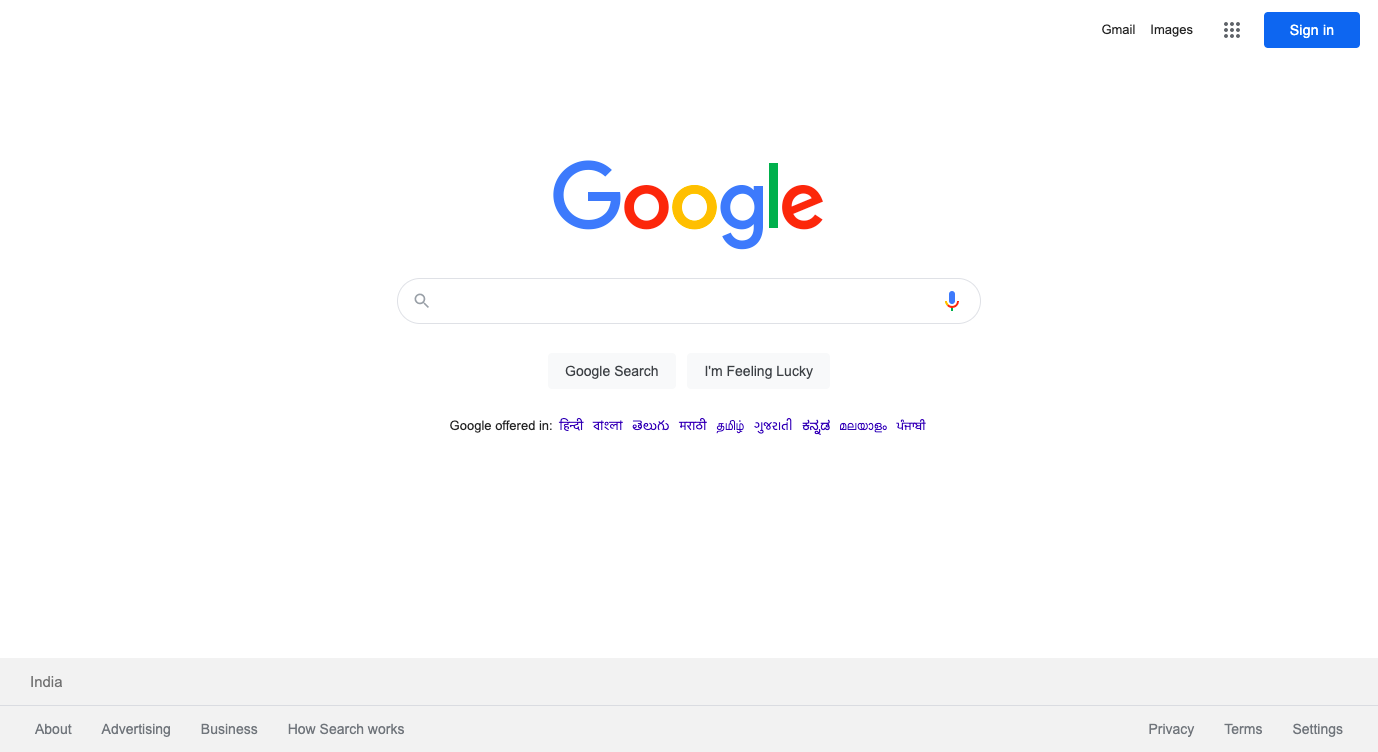 Gmail Images Sign in
Google
Google Search I'm Feeling Lucky
Google offered in: हिन्दी বাংলা తెలుగు मराठी தமிழ் ગુજરાતી ಕನ್ನಡ മലയാളം ਪੰਜਾਬੀ
India
About Advertising Business How Search works Privacy Terms Settings